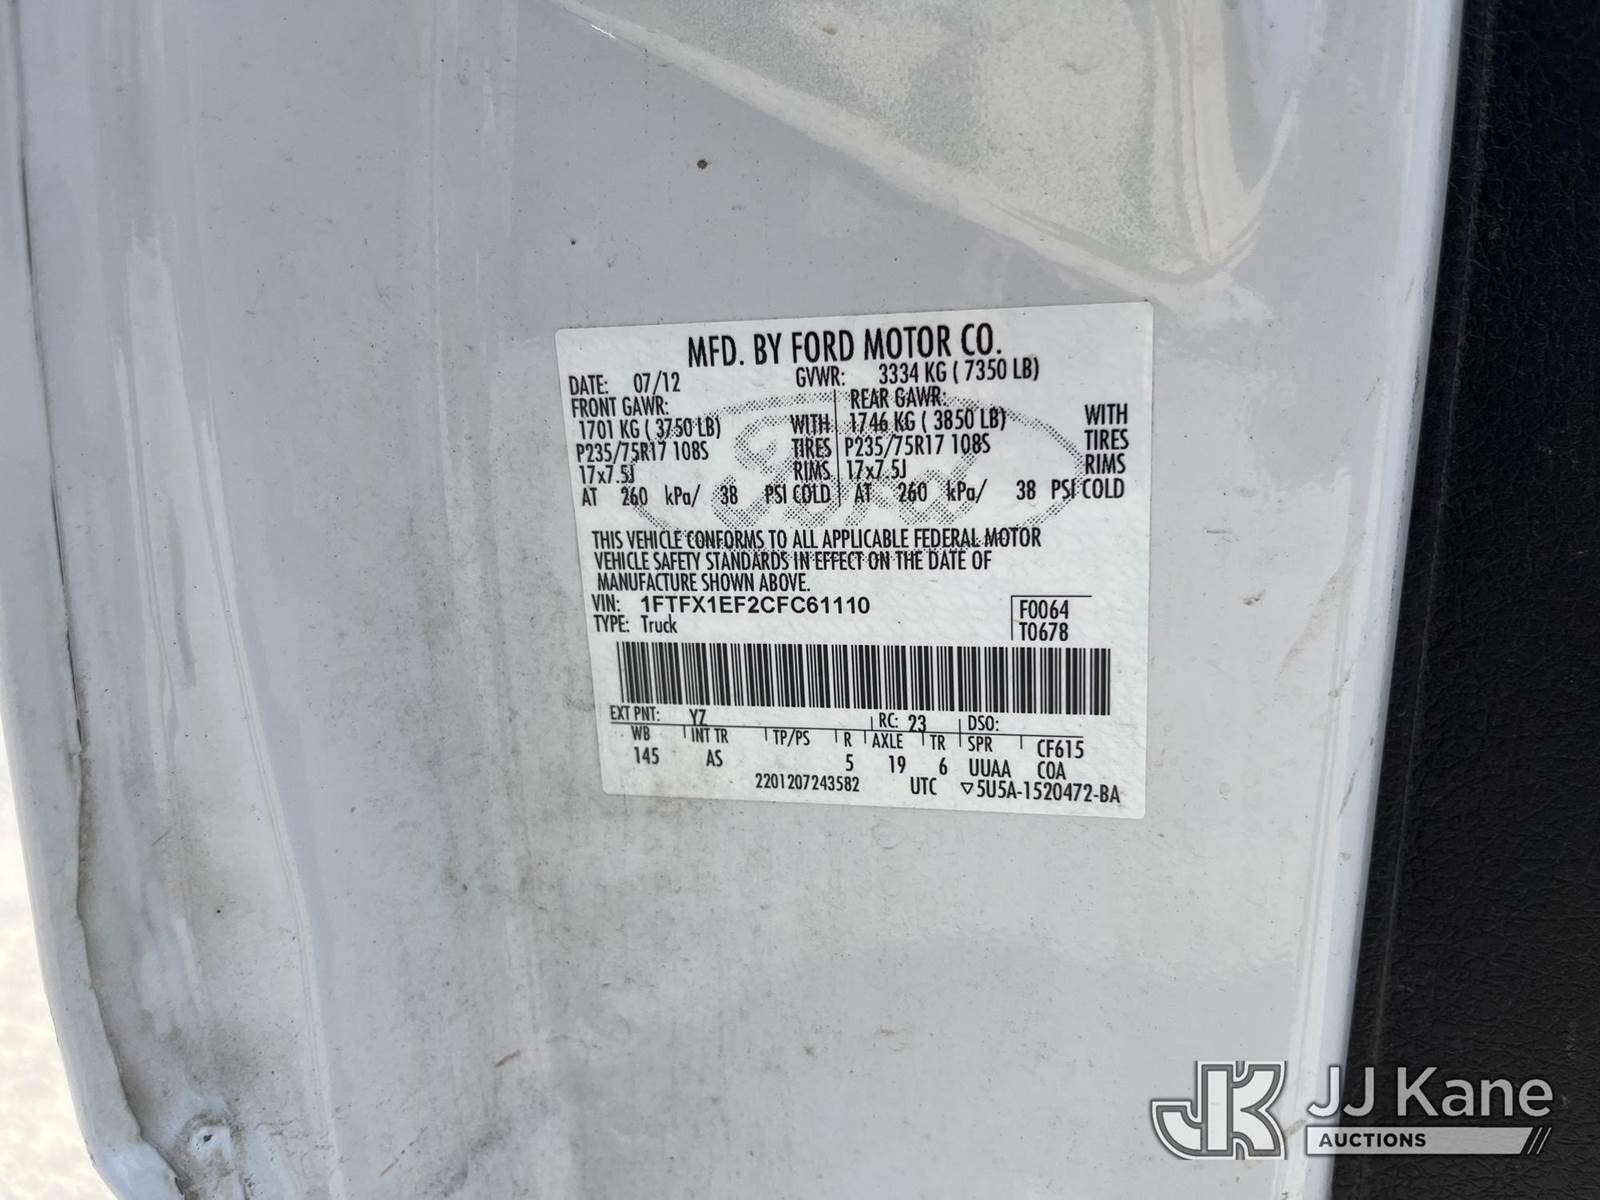 MFD. BY FORD MOTOR CO.
DATE: 07/12 GVWR: 3334 KG ( 7350 LB)
FRONT GAWR: REAR GAWR:
1701 KG ( 3750 LB) WITH 1746 KG ( 3850 LB) WITH
P235/75R17 108S TIRES P235/75R17 108S TIRES
17x7.5J RIMS 17x7.5J RIMS
AT 260 kPa/ 38 PSI COLD AT 260 kPa/ 38 PSI COLD
Ford
THIS VEHICLE CONFORMS TO ALL APPLICABLE FEDERAL MOTOR
VEHICLE SAFETY STANDARDS IN EFFECT ON THE DATE OF
MANUFACTURE SHOWN ABOVE.
VIN: 1FTFX1EF2CFC61110 F0064
TYPE: Truck T0678
EXT PNT: YZ RC: 23 DSO:
WB INT TR TP/PS R AXLE TR SPR CF615
145 AS 5 19 6 UUAA COA
2201207243582 UTC ▽5U5A-1520472-BA
JK JJ Kane
AUCTIONS